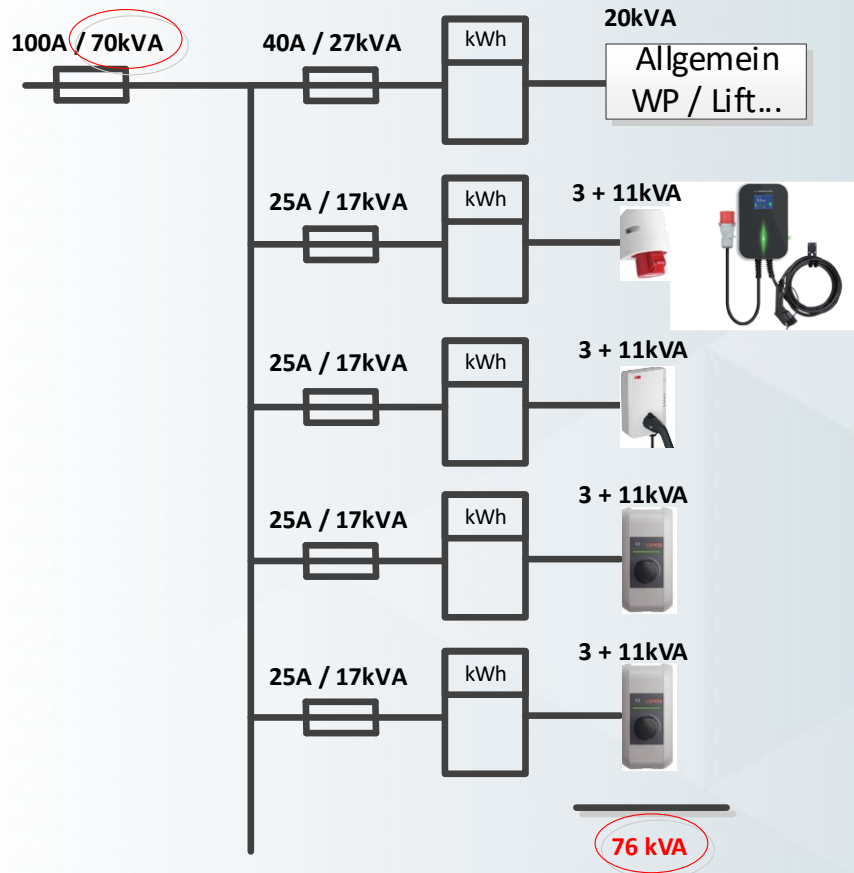 20kVA
100A / 70kVA
40A / 27kVA
kWh
Allgemein
WP / Lift...
25A / 17kVA
kWh
3 + 11kVA
25A / 17kVA
kWh
3 + 11kVA
ABB
25A / 17kVA
kWh
3 + 11kVA
25A / 17kVA
kWh
3 + 11kVA
76 kVA